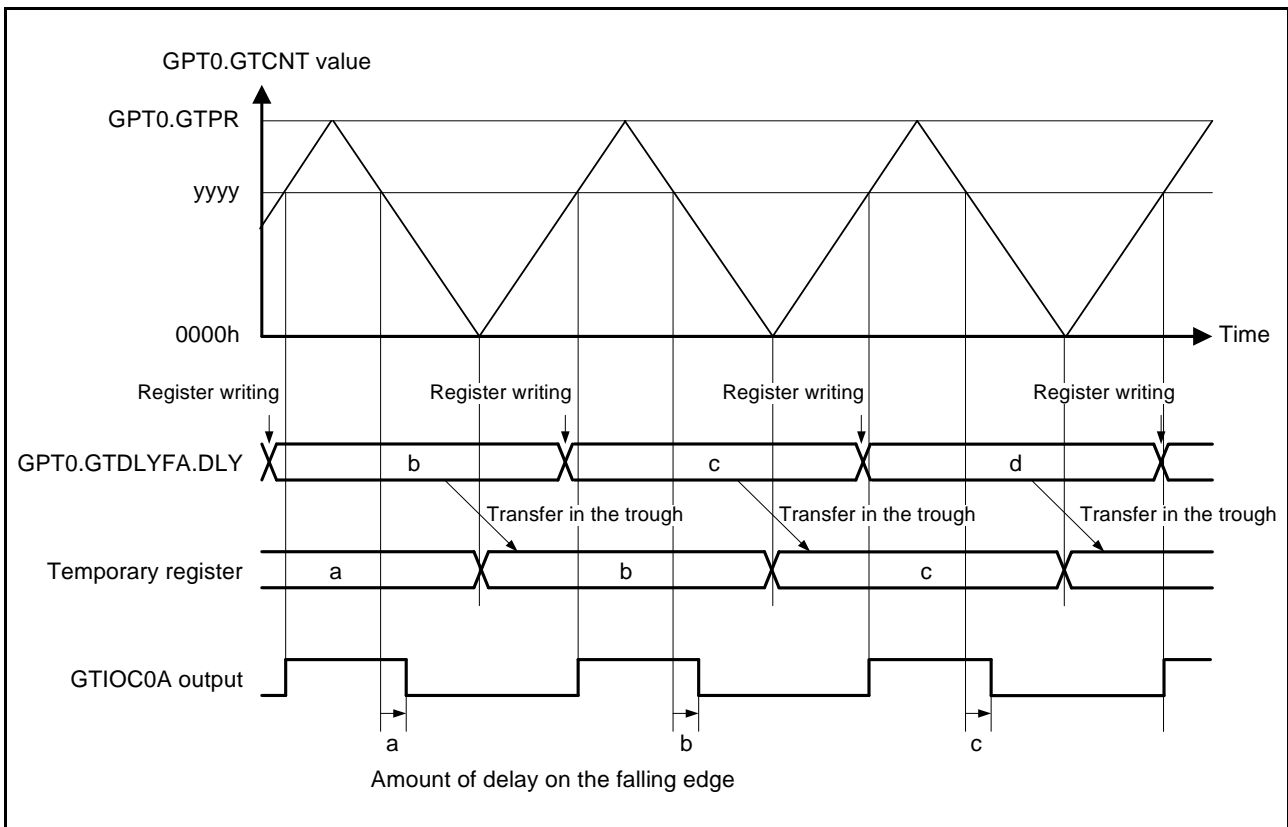 GPT0.GTCNT value
GPT0.GTPR
yyyy
0000h
Time
Register writing Register writing Register writing Register writing
GPT0.GTDLYFA.DLY b c d
Transfer in the trough Transfer in the trough Transfer in the trough
Temporary register a b c
GTIOC0A output
a b c
Amount of delay on the falling edge